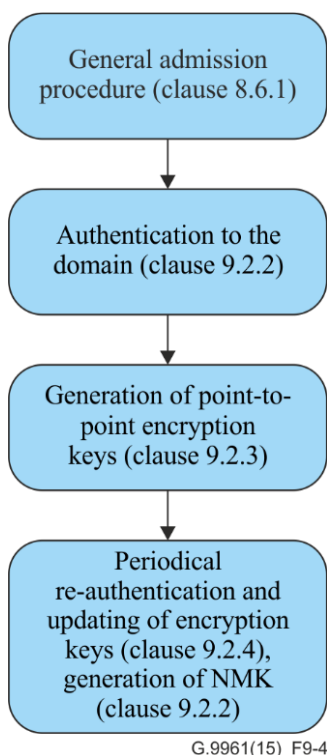 General admission
procedure (clause 8.6.1)
Authentication to the
domain (clause 9.2.2)
Generation of point-to-
point encryption
keys (clause 9.2.3)
Periodical
re-authentication and
updating of encryption
keys (clause 9.2.4),
generation of NMK
(clause 9.2.2)
G.9961(15)_F9-4